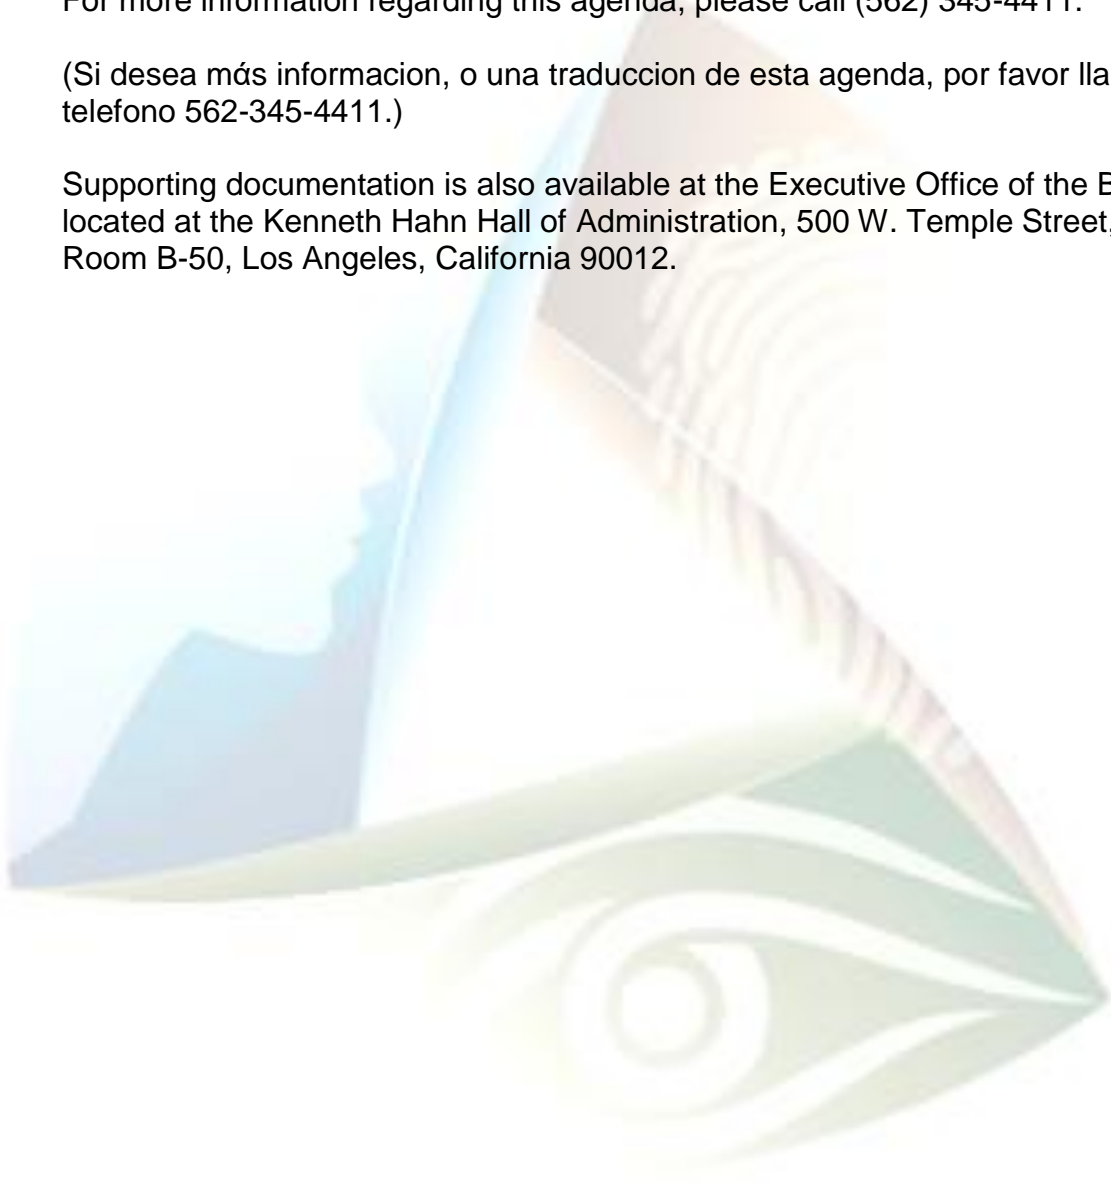 For more information regarding this agenda, please call (562) 345-4411.
(Si desea más informacion, o una traduccion de esta agenda, por favor
telefono 562-345-4411.)
Supporting documentation is also available at the Executive Office of the
located at the Kenneth Hahn Hall of Administration, 500 W. Temple Street,
Room B-50, Los Angeles, California 90012.